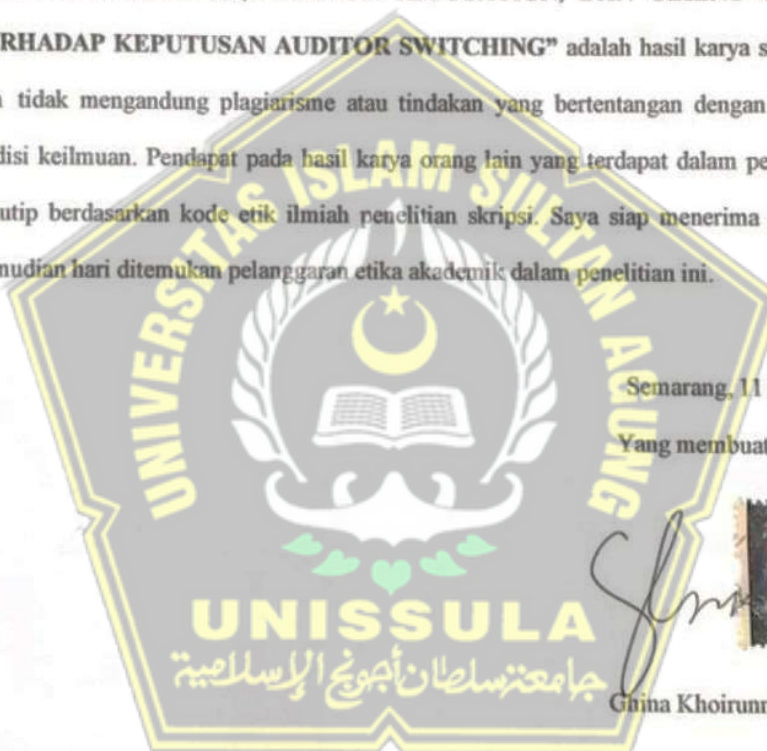 RHADAP KEPUTUSAN AUDITOR SWITCHING” adalah hasil karya s
tidak mengandung plagiarisme atau tindakan yang bertentangan dengan
disi keilmuan. Pendapat pada hasil karya orang lain yang terdapat dalam pe
utip berdasarkan kode etik ilmiah penelitian skripsi. Saya siap menerima
nudian hari ditemukan pelanggaran etika akademik dalam penelitian ini.
UNIVERSITAS ISLAM SULTAN AGUNG
Semarang, 11
Yang membuat
UNISSULA
جامعتنسلطان أجونج الإسلامية
Ghina Khoirunn